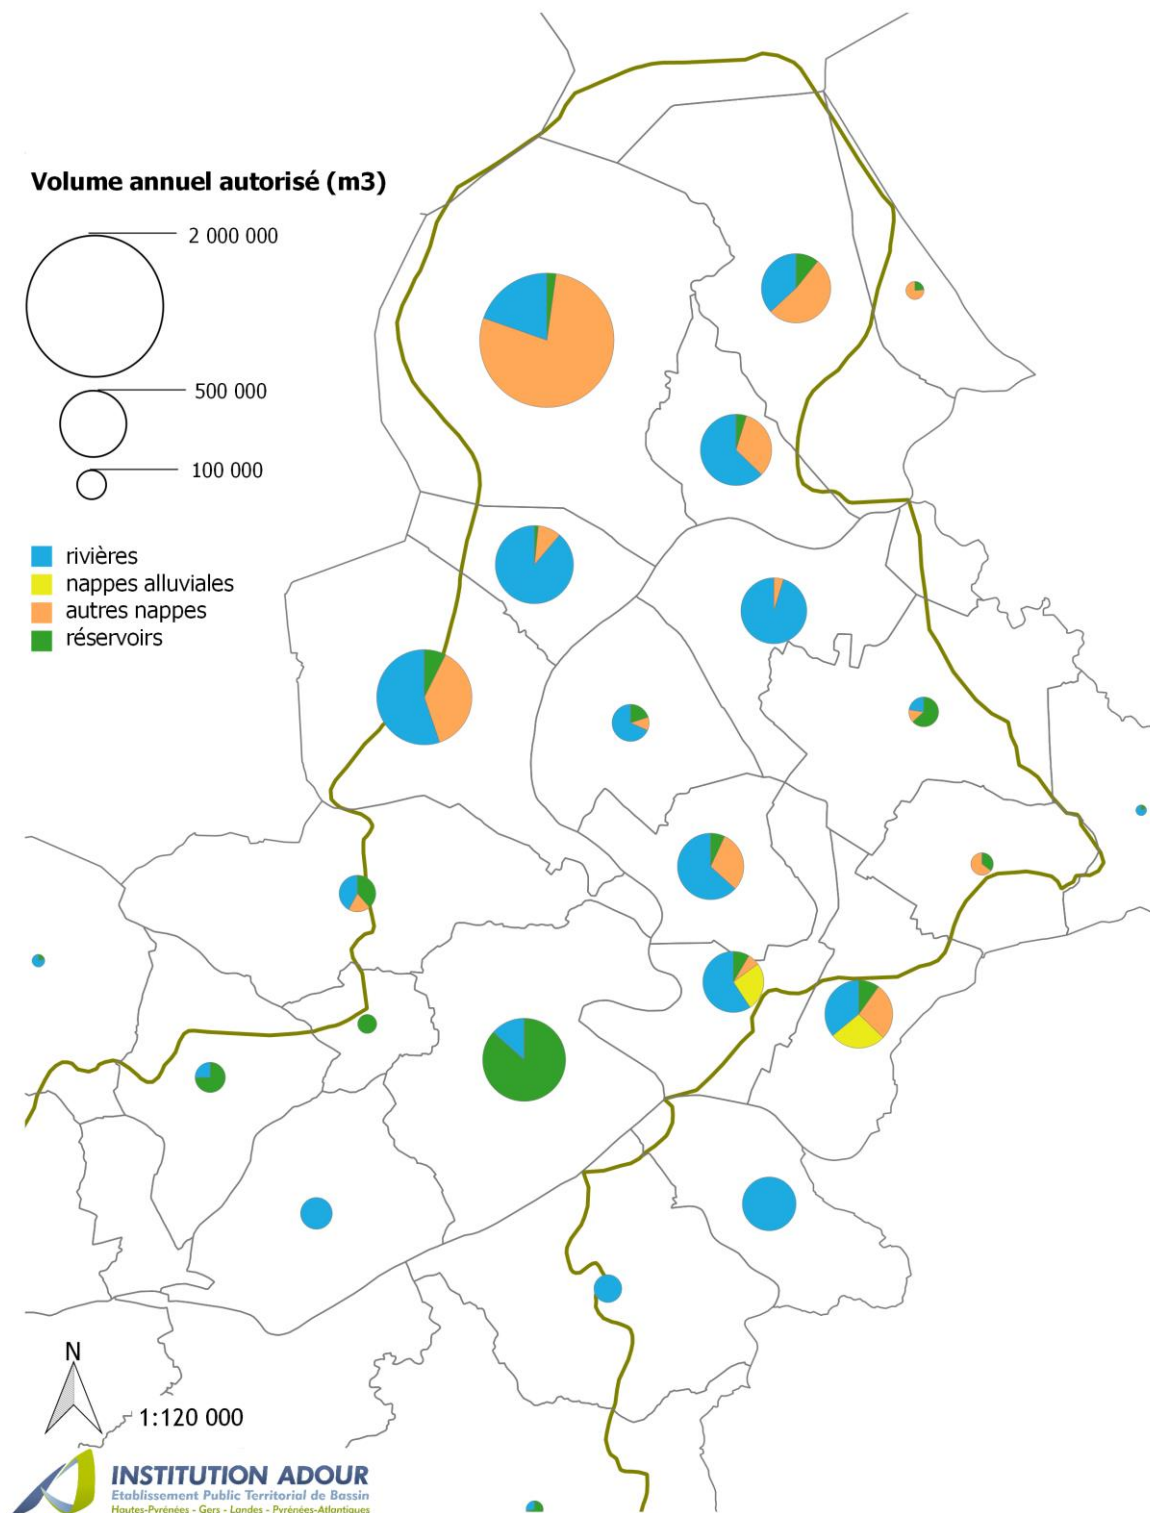 Volume annuel autorisé (m3)
2 000 000
500 000
100 000
rivières
nappes alluviales
autres nappes
réservoirs
N
1:120 000
INSTITUTION ADOUR
Etablissement Public Territorial de Bassin
Hautes-Pyrénées - Gers - Landes - Pyrénées-Atlantiques